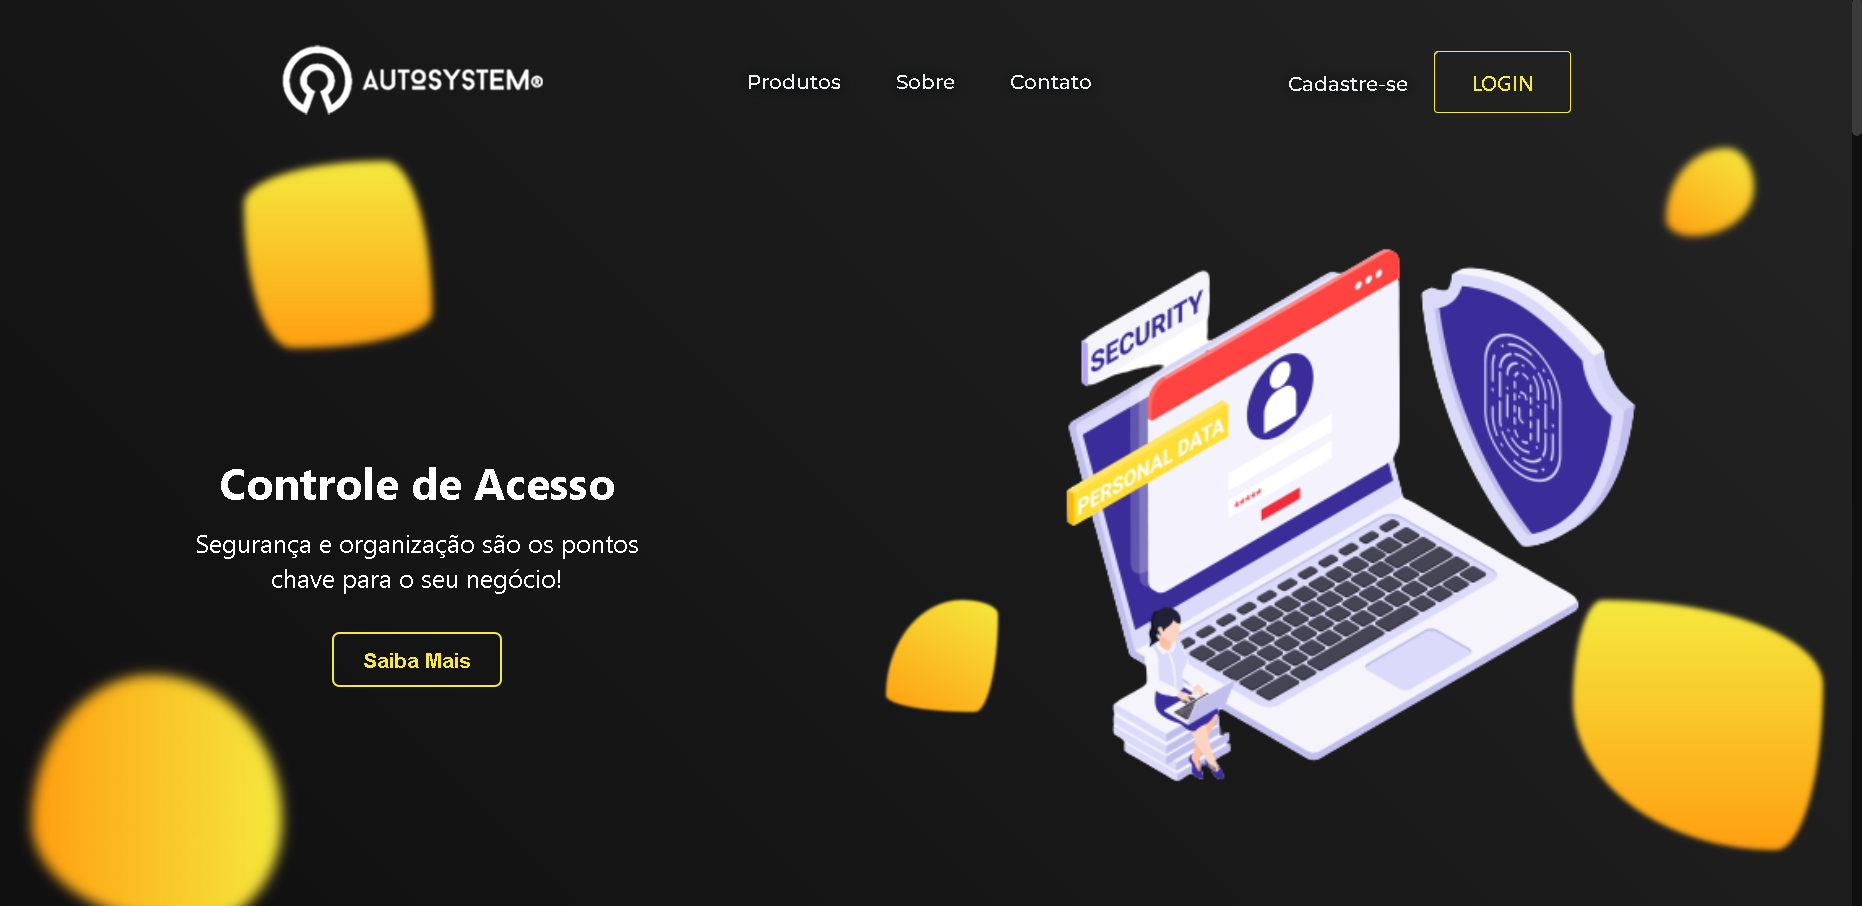 AUTOSYSTEM®
Produtos
Sobre
Contato
Cadastre-se
LOGIN
SECURITY
PERSONAL DATA
*****
Controle de Acesso
Segurança e organização são os pontos
chave para o seu negócio!
Saiba Mais